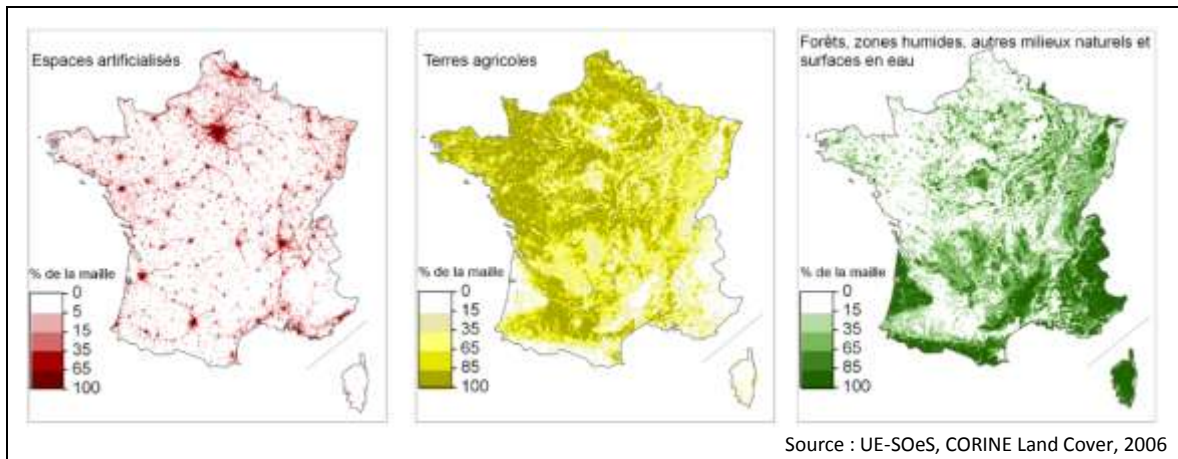 Espaces artificialisés
% de la maille
0
5
15
35
65
100
Terres agricoles
% de la maille
0
15
35
65
85
100
Forêts, zones humides, autres milieux naturels et
surfaces en eau
% de la maille
0
15
35
65
85
100
Source : UE-SOeS, CORINE Land Cover, 2006